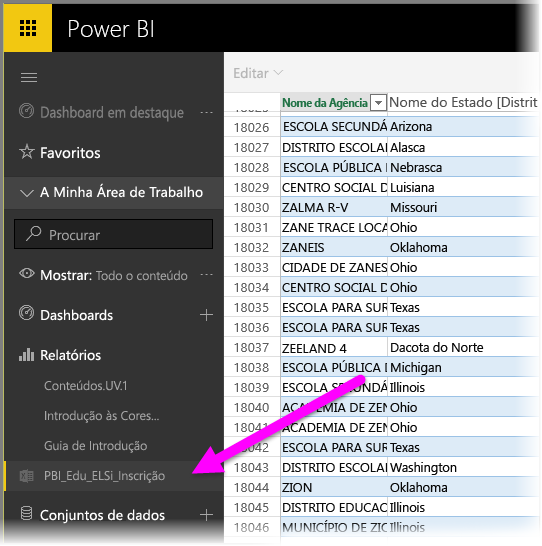 Power BI
Dashboard em destaque ...
Favoritos
A Minha Área de Trabalho
Procurar
Mostrar: Todo o conteúdo ...
Dashboards +
Relatórios
Conteúdos.UV.1
Introdução às Cores...
Guia de Introdução
PBI_Edu_ELSi_Inscrição
Conjuntos de dados +
Editar
Nome da Agência Nome do Estado [Distrit
18026 ESCOLA SECUNDÁ Arizona
18027 DISTRITO ESCOLA Alasca
18028 ESCOLA PÚBLICA Nebrasca
18029 CENTRO SOCIAL D Luisiana
18030 ZALMA R-V Missouri
18031 ZANE TRACE LOCA Ohio
18032 ZANEIS Oklahoma
18033 CIDADE DE ZANES Ohio
18034 CENTRO SOCIAL D Ohio
18035 ESCOLA PARA SUR Texas
18036 ESCOLA PARA SUR Texas
18037 ZEELAND 4 Dacota do Norte
18038 ESCOLA PÚBLICA Michigan
18039 ESCOLA SECUNDÁ Illinois
18040 ACADEMIA DE ZEN Ohio
18041 ACADEMIA DE ZEN Ohio
18042 ESCOLA PARA SUR Texas
18043 DISTRITO ESCOLA Washington
18044 ZION Oklahoma
18045 DISTRITO EDUCAC Illinois
18046 MUNICÍPIO DE ZIO Illinois